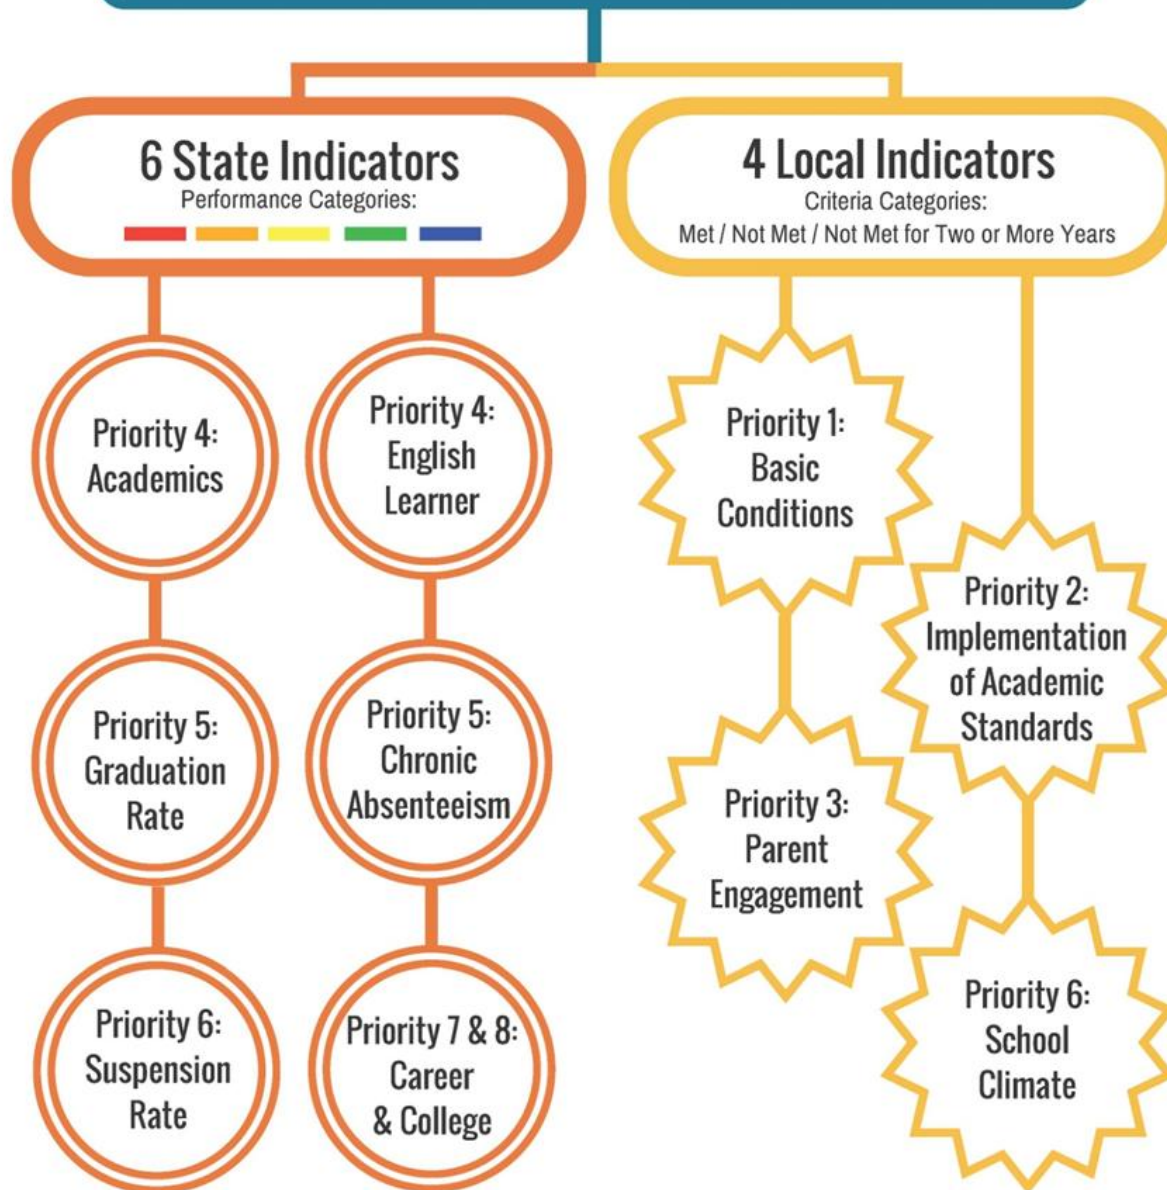 6 State Indicators
Performance Categories:
4 Local Indicators
Criteria Categories:
Met / Not Met / Not Met for Two or More Years
Priority 4:
Academics
Priority 4:
English
Learner
Priority 5:
Graduation
Rate
Priority 5:
Chronic
Absenteeism
Priority 6:
Suspension
Rate
Priority 7 & 8:
Career
& College
Priority 1:
Basic
Conditions
Priority 2:
Implementation
of Academic
Standards
Priority 3:
Parent
Engagement
Priority 6:
School
Climate